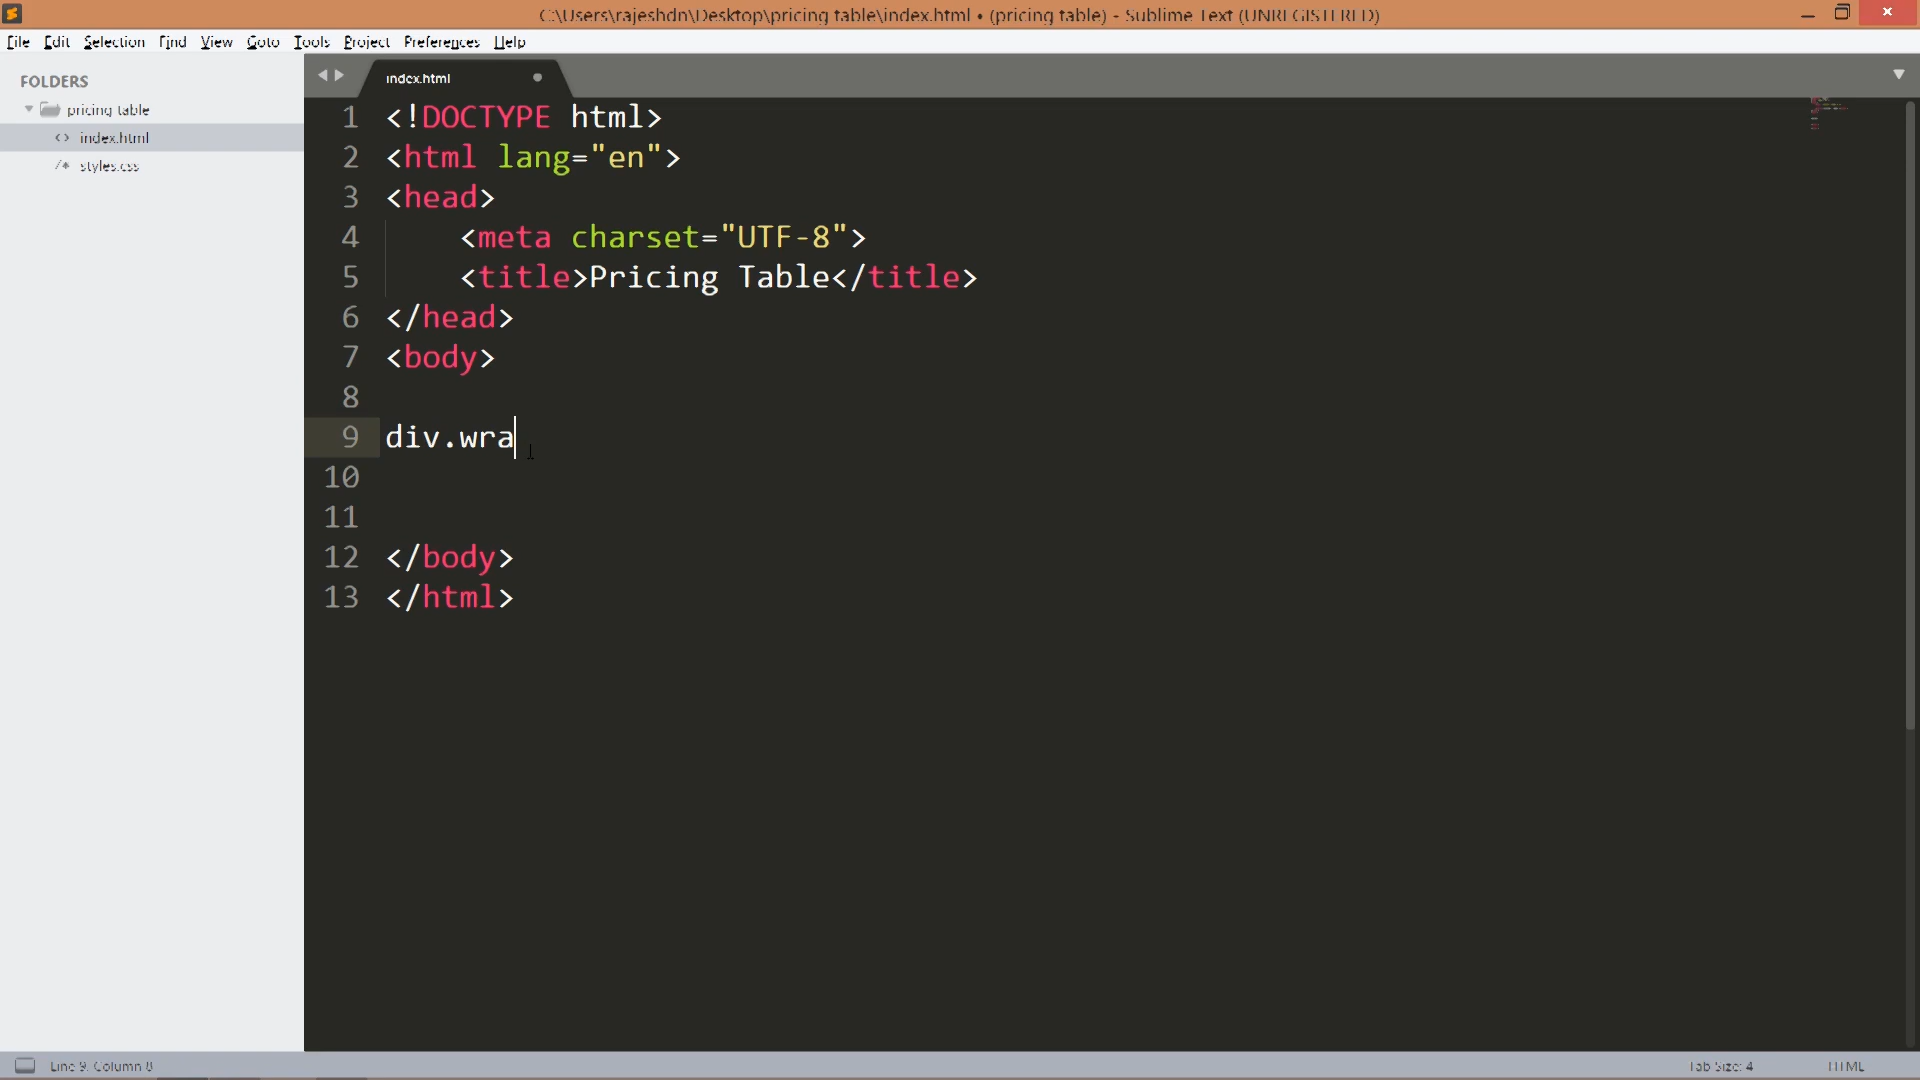 C:\Users\rajeshdn\Desktop\pricing table\index.html • (pricing table) - Sublime Text (UNREGISTERED)
File Edit Selection Find View Goto Tools Project Preferences Help
FOLDERS
pricing table
<> index.html
/* styles.css
index.html
1 <!DOCTYPE html>
2 <html lang="en">
3 <head>
4 <meta charset="UTF-8">
5 <title>Pricing Table</title>
6 </head>
7 <body>
8
9 div.wra
10
11
12 </body>
13 </html>
Line 9, Column 8
Tab Size: 4
HTML